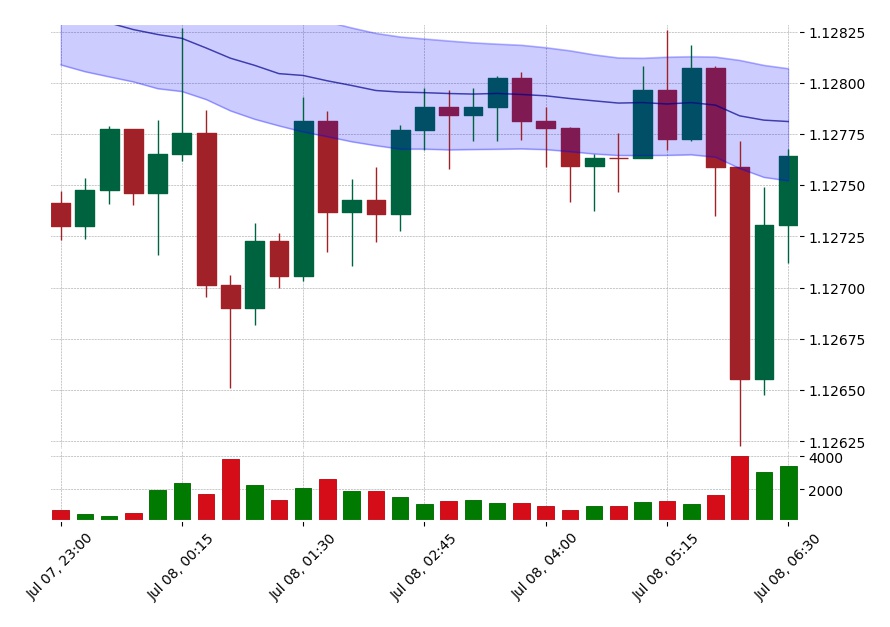 1.12825
1.12800
1.12775
1.12750
1.12725
1.12700
1.12675
1.12650
1.12625
4000
2000
Jul 07, 23:00
Jul 08, 00:15
Jul 08, 01:30
Jul 08, 02:45
Jul 08, 04:00
Jul 08, 05:15
Jul 08, 06:30